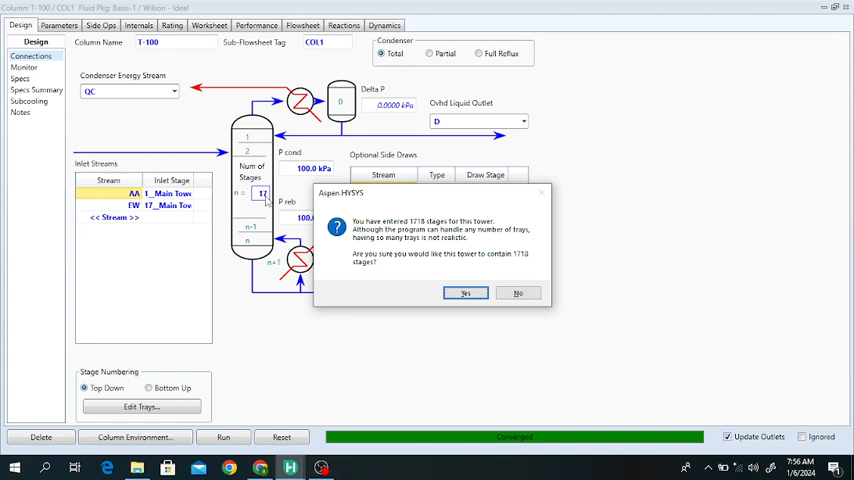 Column: T-100 / COL1 Fluid Pkg: Basis-1 / Wilson - Ideal
Design Parameters Side Ops Internals Rating Worksheet Performance Flowsheet Reactions Dynamics
Design
Connections
Monitor
Specs
Specs Summary
Subcooling
Notes
Column Name T-100 Sub-Flowsheet Tag COL1
Condenser
Total Partial Full Reflux
Condenser Energy Stream
QC
Delta P
0
0.0000 kPa
Ovhd Liquid Outlet
D
1
2
Num of
Stages
n = 17
n-1
n
n+1
P cond
100.0 kPa
P reb
100.
Optional Side Draws
Stream Type Draw Stage
Inlet Streams
Stream Inlet Stage
AA 1__Main Towe
EW 17__Main Tov
<< Stream >>
Aspen HYSYS
You have entered 1718 stages for this tower.
Although the program can handle any number of trays,
having so many trays is not realistic.
Are you sure you would like this tower to contain 1718
stages?
Yes No
Stage Numbering
Top Down Bottom Up
Edit Trays...
Delete Column Environment... Run Reset Converged Update Outlets Ignored
7:56 AM
1/6/2024